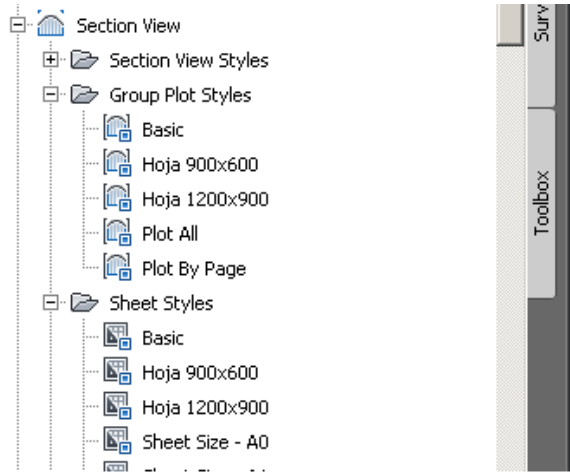 Section View
Section View Styles
Group Plot Styles
Basic
Hoja 900x600
Hoja 1200x900
Plot All
Plot By Page
Sheet Styles
Basic
Hoja 900x600
Hoja 1200x900
Sheet Size - A0
Surv
Toolbox